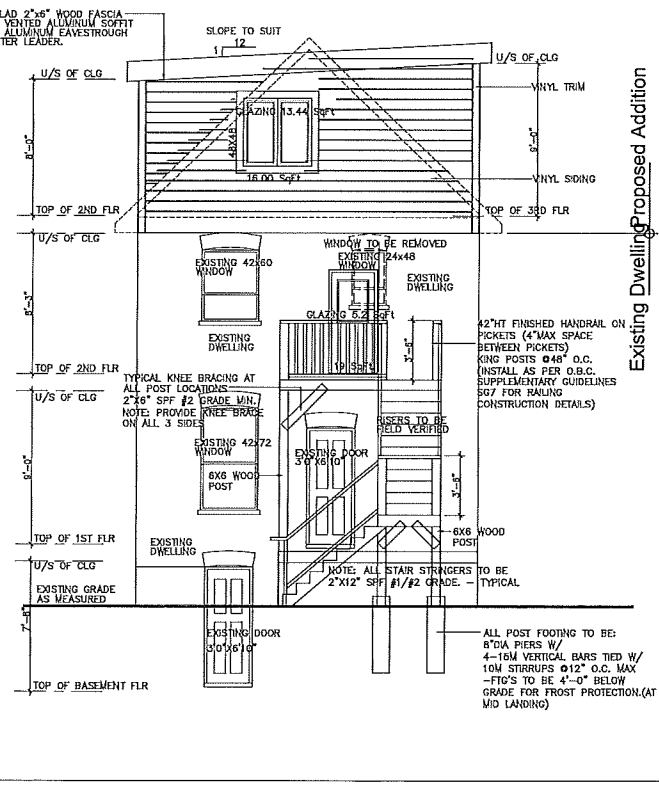 LAD 2"x6" WOOD FASCIA
VENTED ALUMINUM SOFFIT
ALUMINUM EAVESTROUGH
TER LEADER.
SLOPE TO SUIT
12
1
U/S OF CLG
U/S OF CLG
VINYL TRIM
GLAZING 13.44 SqFt
48X48
16.00 SqFt
8'-0"
9'-0"
VINYL SIDING
TOP OF 2ND FLR
TOP OF 3RD FLR
Proposed Addition
Existing Dwelling
U/S OF CLG
EXISTING 42x60
WINDOW
WINDOW TO BE REMOVED
EXISTING 24x48
WINDOW
EXISTING
DWELLING
8'-3"
GLAZING 5.2 SqFt
EXISTING
DWELLING
19 SqFt
3'-6"
42"HT FINISHED HANDRAIL ON
PICKETS (4"MAX SPACE
BETWEEN PICKETS)
KING POSTS @48" O.C.
(INSTALL AS PER O.B.C.
SUPPLEMENTARY GUIDELINES
SG7 FOR RAILING
CONSTRUCTION DETAILS)
TOP OF 2ND FLR
U/S OF CLG
TYPICAL KNEE BRACING AT
ALL POST LOCATIONS
2"X6" SPF #2 GRADE MIN.
NOTE: PROVIDE KNEE BRACE
ON ALL 3 SIDES
RISERS TO BE
FIELD VERIFIED
EXISTING 42x72
WINDOW
EXISTING DOOR
3'0"X6'10"
9'-0"
6X6 WOOD
POST
3'-6"
6X6 WOOD
POST
TOP OF 1ST FLR
EXISTING
DWELLING
U/S OF CLG
NOTE: ALL STAIR STRINGERS TO BE
2"X12" SPF #1/#2 GRADE. - TYPICAL
EXISTING GRADE
AS MEASURED
EXISTING DOOR
3'0"X6'10"
ALL POST FOOTING TO BE:
8"DIA PIERS W/
4-15M VERTICAL BARS TIED W/
10M STIRRUPS @12" O.C. MAX
-FTG'S TO BE 4'-0" BELOW
GRADE FOR FROST PROTECTION.(AT
MID LANDING)
TOP OF BASEMENT FLR